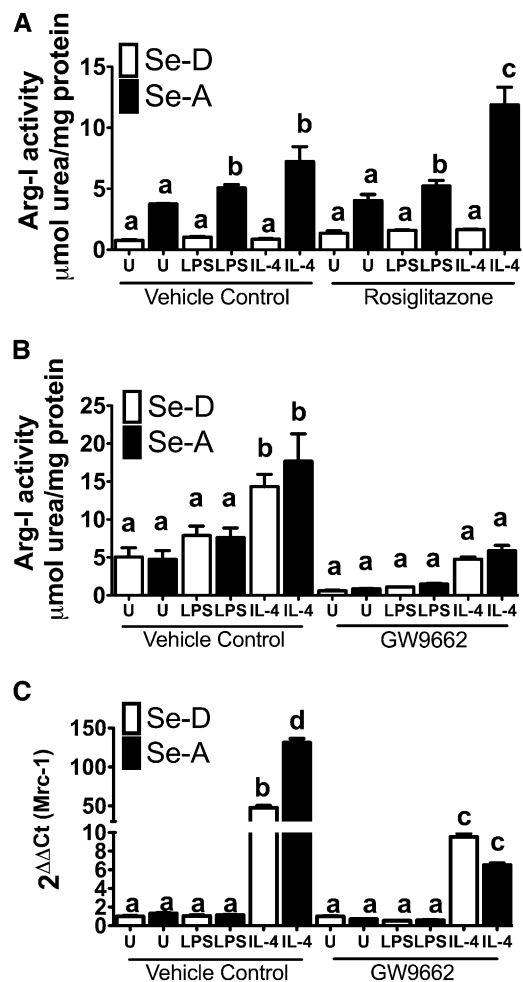 A
Se-D
Se-A
Arg-I activity
μmol urea/mg protein
15
10
5
0
a a a b a b a a a b a c
U U LPS LPS IL-4 IL-4 U U LPS LPS IL-4 IL-4
Vehicle Control Rosiglitazone
B
Se-D
Se-A
Arg-I activity
μmol urea/mg protein
25
20
15
10
5
0
a a a a b b a a a a a a
U U LPS LPS IL-4 IL-4 U U LPS LPS IL-4 IL-4
Vehicle Control GW9662
C
Se-D
Se-A
2ΔΔCt (Mrc-1)
150
100
50
10
8
6
4
2
0
a a a a b d a a a a c c
U U LPS LPS IL-4 IL-4 U U LPS LPS IL-4 IL-4
Vehicle Control GW9662